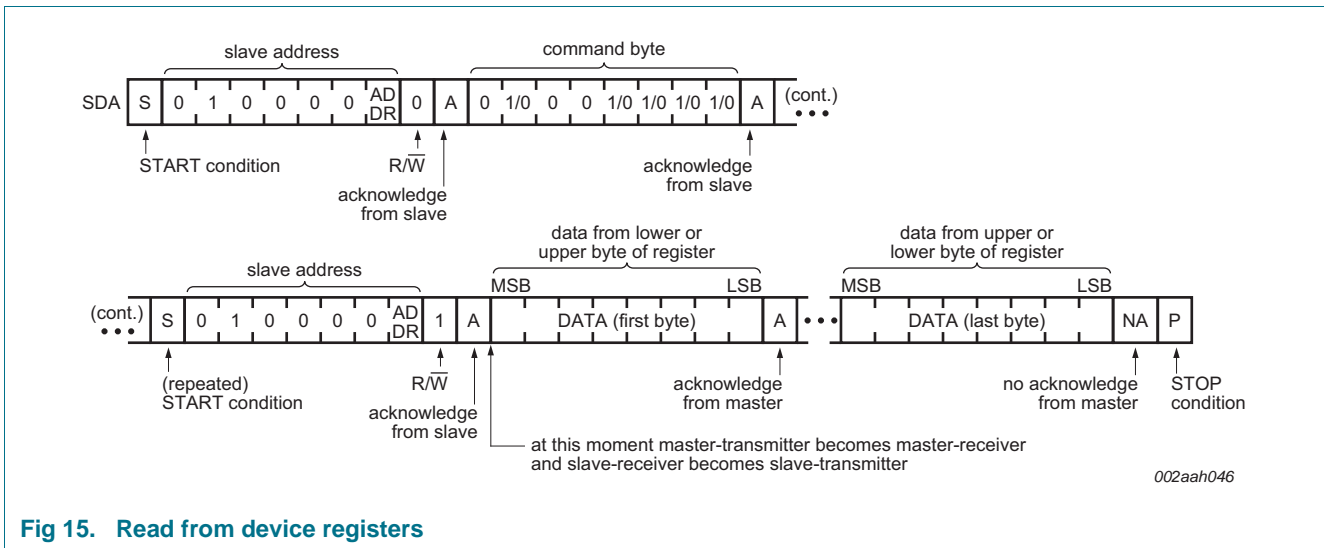 slave address
command byte
SDA S 0 1 0 0 0 0 AD DR 0 A 0 1/0 0 0 1/0 1/0 1/0 1/0 A (cont.)
START condition
R/W̅
acknowledge
from slave
acknowledge
from slave
data from lower or
upper byte of register
data from upper or
lower byte of register
slave address
MSB LSB MSB LSB
(cont.) S 0 1 0 0 0 0 AD DR 1 A DATA (first byte) A DATA (last byte) NA P
(repeated)
START condition
R/W̅
acknowledge
from slave
acknowledge
from master
no acknowledge
from master
STOP
condition
at this moment master-transmitter becomes master-receiver
and slave-receiver becomes slave-transmitter
002aah046
Fig 15. Read from device registers